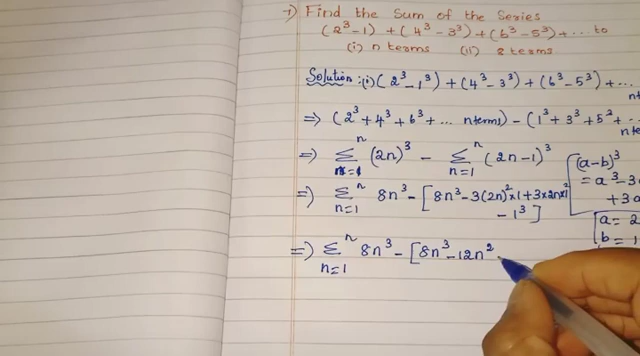 -1) Find the Sum of the Series
(2³-1) + (4³-3³) + (6³-5³) + ... to
(i) n terms (ii) 8 terms
Solution :(i) (2³-1³) + (4³-3³) + (6³-5³) + ...
⇒ (2³+4³+6³+... n terms) - (1³+3³+5²+..
⇒ Σ n n=1 (2n)³ - Σ n n=1 (2n-1)³
(a-b)³
= a³-3
+3a
⇒ Σ n n=1 8n³ - [8n³-3(2n)²×1+3×2n×1²
-1³]
a=2
b=1
⇒ Σ n n=1 8n³ - [8n³-12n²